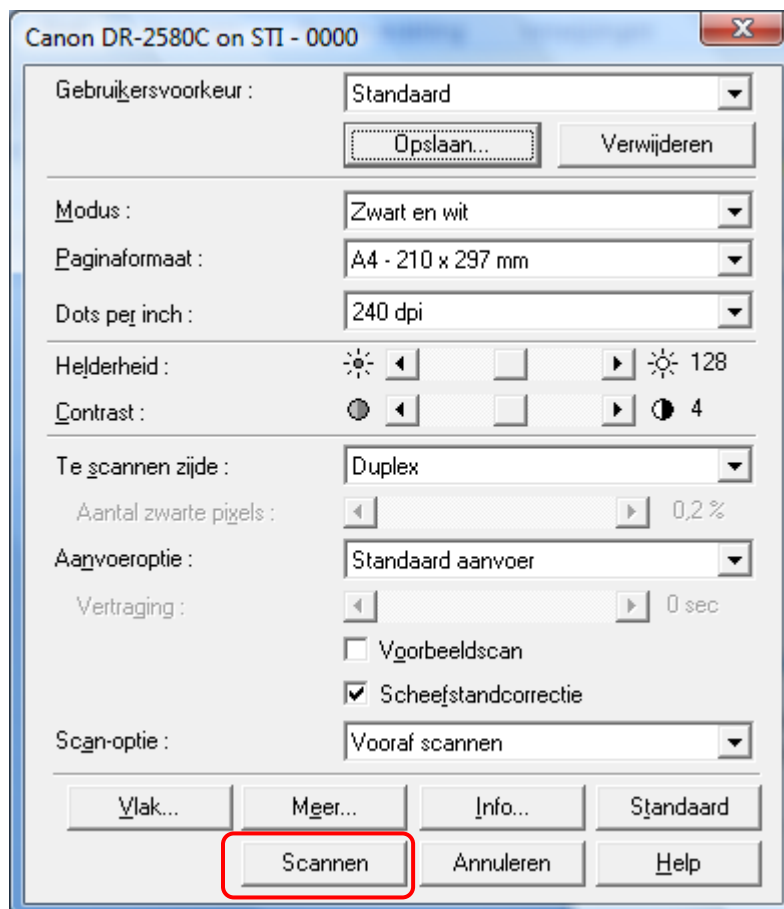 Canon DR-2580C on STI - 0000
Gebruikersvoorkeur : Standaard
Opslaan... Verwijderen
Modus : Zwart en wit
Paginaformaat : A4 - 210 x 297 mm
Dots per inch : 240 dpi
Helderheid : 128
Contrast : 4
Te scannen zijde : Duplex
Aantal zwarte pixels : 0,2 %
Aanvoeroptie : Standaard aanvoer
Vertraging : 0 sec
Voorbeeldscan
Scheefstandcorrectie
Scan-optie : Vooraf scannen
Vlak... Meer... Info... Standaard
Scannen Annuleren Help